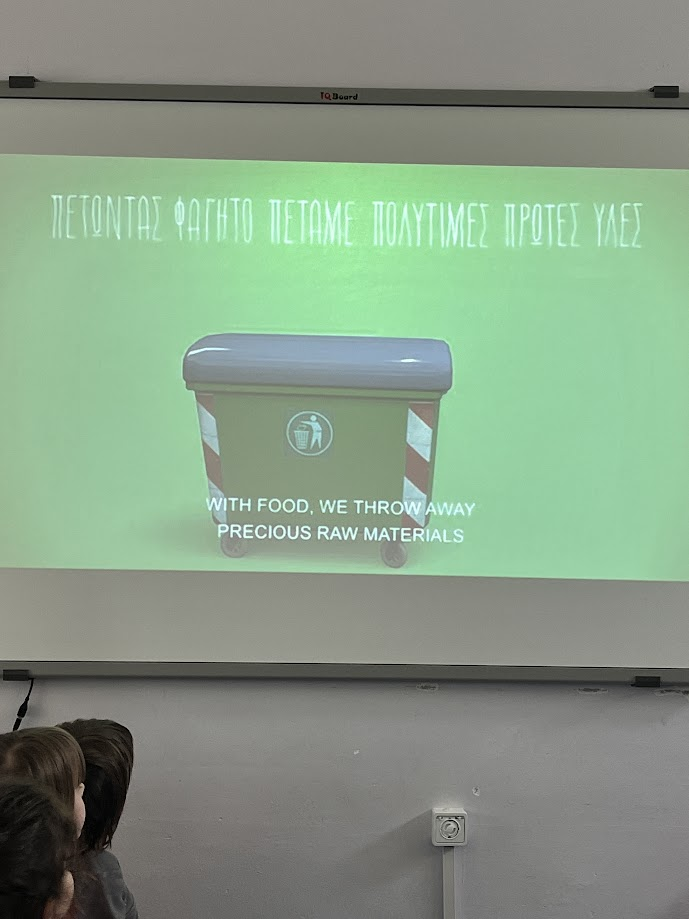 IQBoard
ΠΕΤΩΝΤΑΣ ΦΑΓΗΤΟ ΠΕΤΑΜΕ ΠΟΛΥΤΙΜΕΣ ΠΡΩΤΕΣ ΥΛΕΣ
WITH FOOD, WE THROW AWAY
PRECIOUS RAW MATERIALS